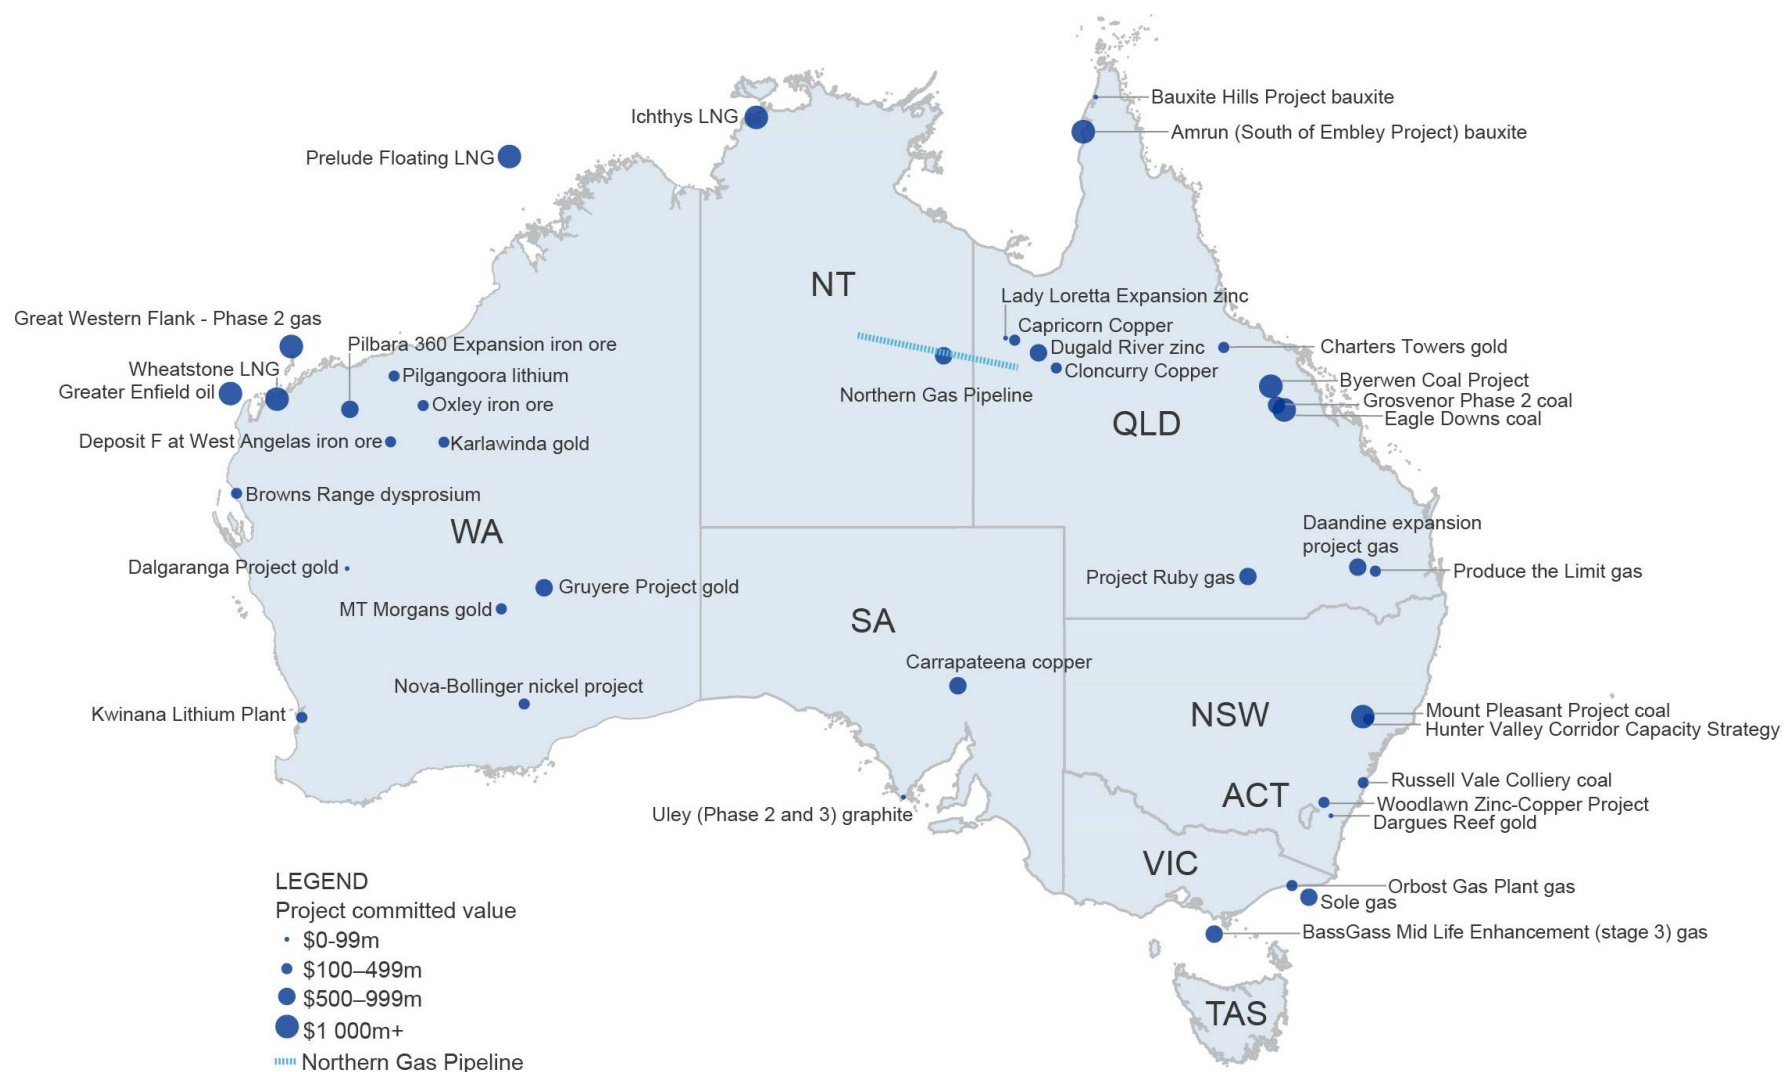 Bauxite Hills Project bauxite
Ichthys LNG
Amrun (South of Embley Project) bauxite
Prelude Floating LNG
NT
Lady Loretta Expansion zinc
Great Western Flank - Phase 2 gas
Capricorn Copper
Pilbara 360 Expansion iron ore
Dugald River zinc
Charters Towers gold
Wheatstone LNG
Pilgangoora lithium
Cloncurry Copper
Byerwen Coal Project
Greater Enfield oil
Northern Gas Pipeline
Grosvenor Phase 2 coal
Oxley iron ore
Eagle Downs coal
QLD
Deposit F at West Angelas iron ore
Karlawinda gold
Browns Range dysprosium
WA
Daandine expansion
project gas
Dalgaranga Project gold
Project Ruby gas
Produce the Limit gas
Gruyere Project gold
MT Morgans gold
SA
Carrapateena copper
Nova-Bollinger nickel project
Kwinana Lithium Plant
NSW
Mount Pleasant Project coal
Hunter Valley Corridor Capacity Strategy
Russell Vale Colliery coal
ACT
Woodlawn Zinc-Copper Project
Uley (Phase 2 and 3) graphite
Dargues Reef gold
VIC
Orbost Gas Plant gas
Sole gas
BassGass Mid Life Enhancement (stage 3) gas
TAS
LEGEND
Project committed value
$0-99m
$100–499m
$500–999m
$1 000m+
Northern Gas Pipeline